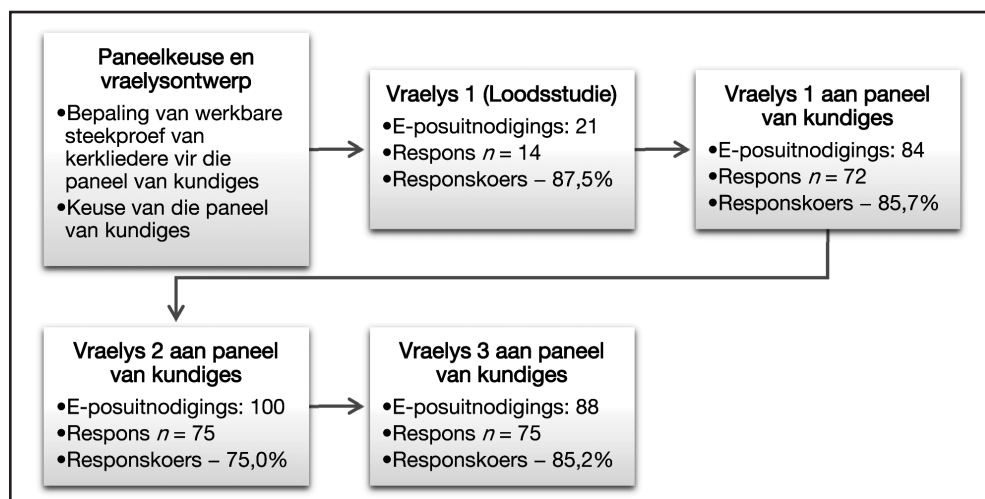 Paneelkeuse en
vraelysontwerp
•Bepaling van werkbare
steekproef van
kerkliedere vir die
paneel van kundiges
•Keuse van die paneel
van kundiges
Vraelys 1 (Loodsstudie)
•E-posuitnodigings: 21
•Respons n = 14
•Responskoers – 87,5%
Vraelys 1 aan paneel
van kundiges
•E-posuitnodigings: 84
•Respons n = 72
•Responskoers – 85,7%
Vraelys 2 aan paneel
van kundiges
•E-posuitnodigings: 100
•Respons n = 75
•Responskoers – 75,0%
Vraelys 3 aan paneel
van kundiges
•E-posuitnodigings: 88
•Respons n = 75
•Responskoers – 85,2%